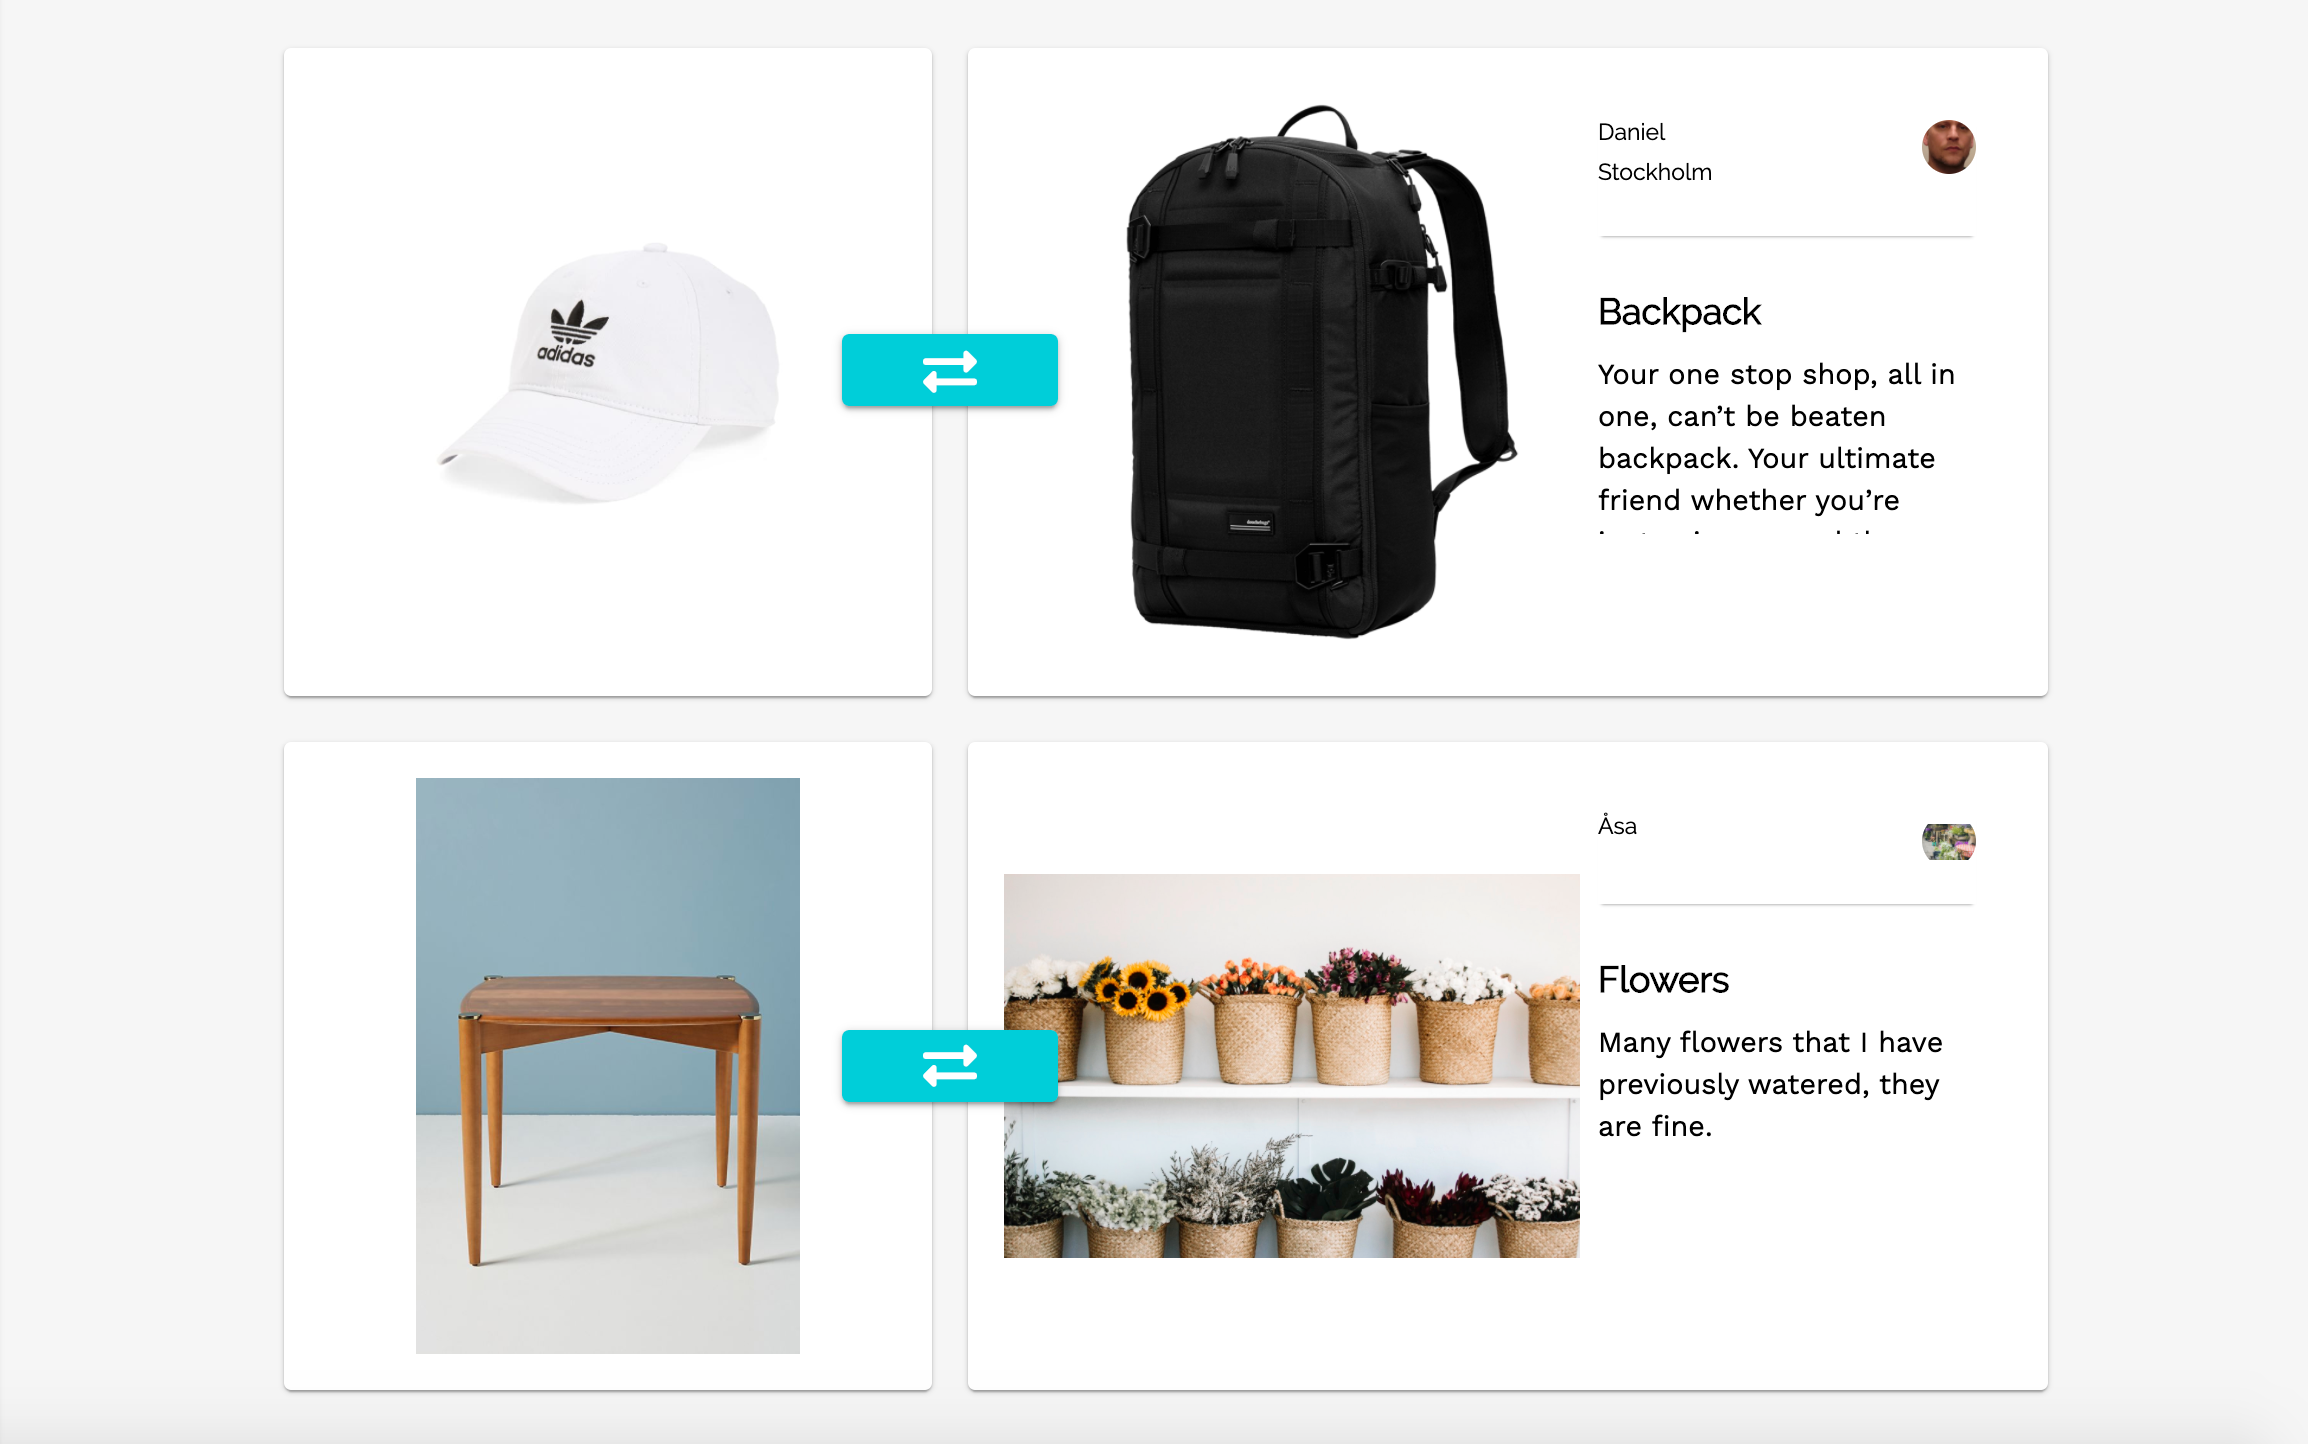 adidas
Daniel
Stockholm
Backpack
Your one stop shop, all in
one, can’t be beaten
backpack. Your ultimate
friend whether you’re
Åsa
Flowers
Many flowers that I have
previously watered, they
are fine.